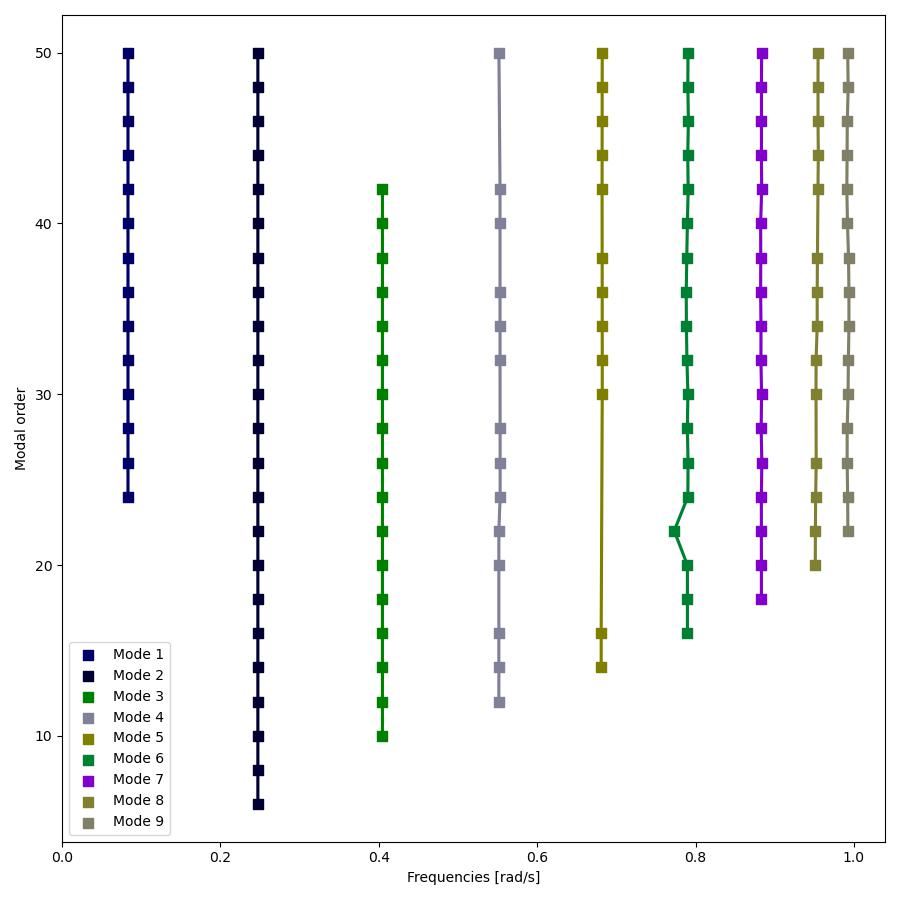 50
40
30
20
10
Modal order
Mode 1
Mode 2
Mode 3
Mode 4
Mode 5
Mode 6
Mode 7
Mode 8
Mode 9
0.0 0.2 0.4 0.6 0.8 1.0
Frequencies [rad/s]